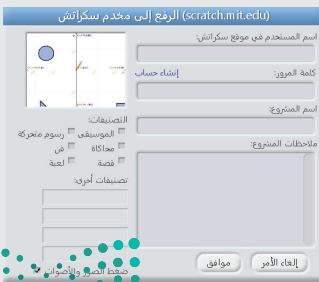 الرفع إلى مخدم سكراتش (scratch.mit.edu)
اسم المستخدم في موقع سكراتش:
كلمة المرور:
إنشاء حساب
اسم المشروع:
ملاحظات المشروع:
التصنيفات:
الموسيقى
رسوم متحركة
محاكاة
فن
قصة
لعبة
تصنيفات أخرى:
ضغط الصور والأصوات
إلغاء الأمر
موافق